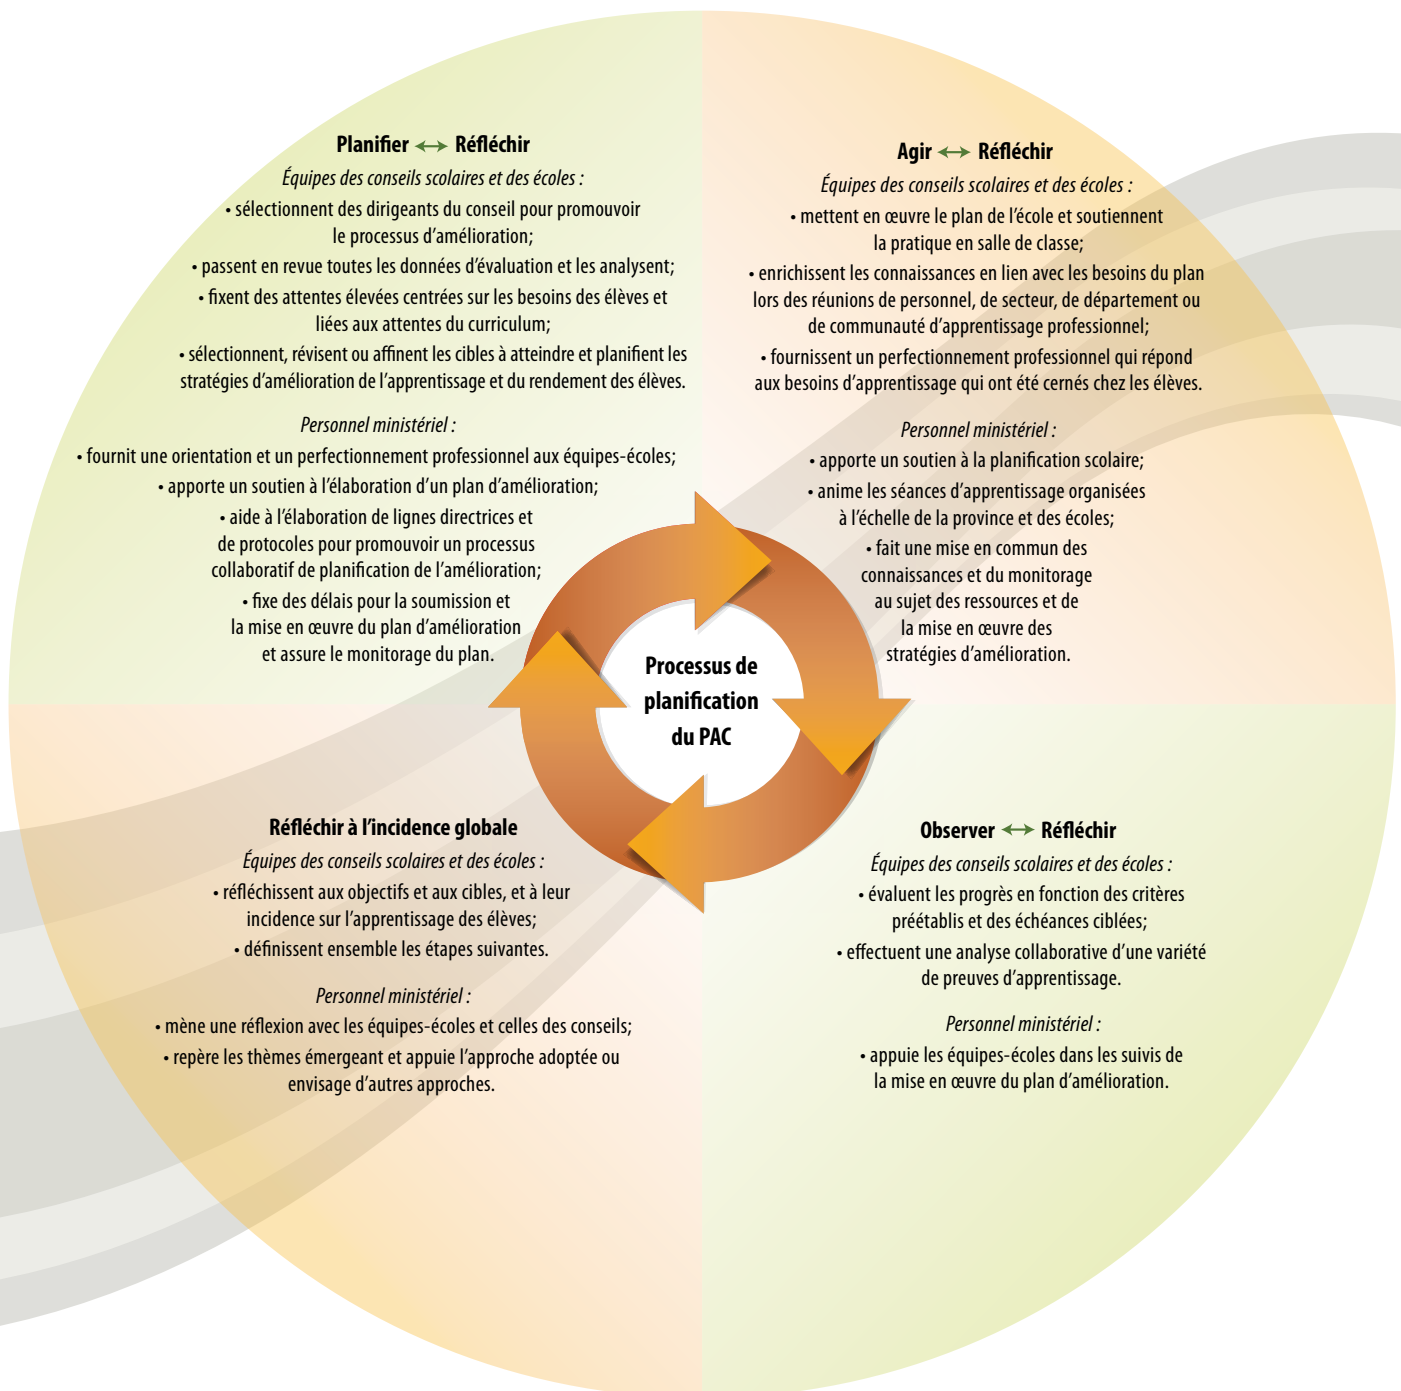 Planifier ↔ Réfléchir
Équipes des conseils scolaires et des écoles :
• sélectionnent des dirigeants du conseil pour promouvoir
le processus d'amélioration;
• passent en revue toutes les données d'évaluation et les analysent;
• fixent des attentes élevées centrées sur les besoins des élèves et
liées aux attentes du curriculum;
• sélectionnent, révisent ou affinent les cibles à atteindre et planifient les
stratégies d'amélioration de l'apprentissage et du rendement des élèves.
Personnel ministériel :
• fournit une orientation et un perfectionnement professionnel aux équipes-écoles;
• apporte un soutien à l'élaboration d'un plan d'amélioration;
• aide à l'élaboration de lignes directrices et
de protocoles pour promouvoir un processus
collaboratif de planification de l'amélioration;
• fixe des délais pour la soumission et
la mise en œuvre du plan d'amélioration
et assure le monitorage du plan.
Agir ↔ Réfléchir
Équipes des conseils scolaires et des écoles :
• mettent en œuvre le plan de l'école et soutiennent
la pratique en salle de classe;
• enrichissent les connaissances en lien avec les besoins du plan
lors des réunions de personnel, de secteur, de département ou
de communauté d'apprentissage professionnel;
• fournissent un perfectionnement professionnel qui répond
aux besoins d'apprentissage qui ont été cernés chez les élèves.
Personnel ministériel :
• apporte un soutien à la planification scolaire;
• anime les séances d'apprentissage organisées
à l'échelle de la province et des écoles;
• fait une mise en commun des
connaissances et du monitorage
au sujet des ressources et de
la mise en œuvre des
stratégies d'amélioration.
Processus de
planification
du PAC
Réfléchir à l'incidence globale
Équipes des conseils scolaires et des écoles :
• réfléchissent aux objectifs et aux cibles, et à leur
incidence sur l'apprentissage des élèves;
• définissent ensemble les étapes suivantes.
Personnel ministériel :
• mène une réflexion avec les équipes-écoles et celles des conseils;
• repère les thèmes émergeant et appuie l'approche adoptée ou
envisage d'autres approches.
Observer ↔ Réfléchir
Équipes des conseils scolaires et des écoles :
• évaluent les progrès en fonction des critères
préétablis et des échéances ciblées;
• effectuent une analyse collaborative d'une variété
de preuves d'apprentissage.
Personnel ministériel :
• appuie les équipes-écoles dans les suivis de
la mise en œuvre du plan d'amélioration.